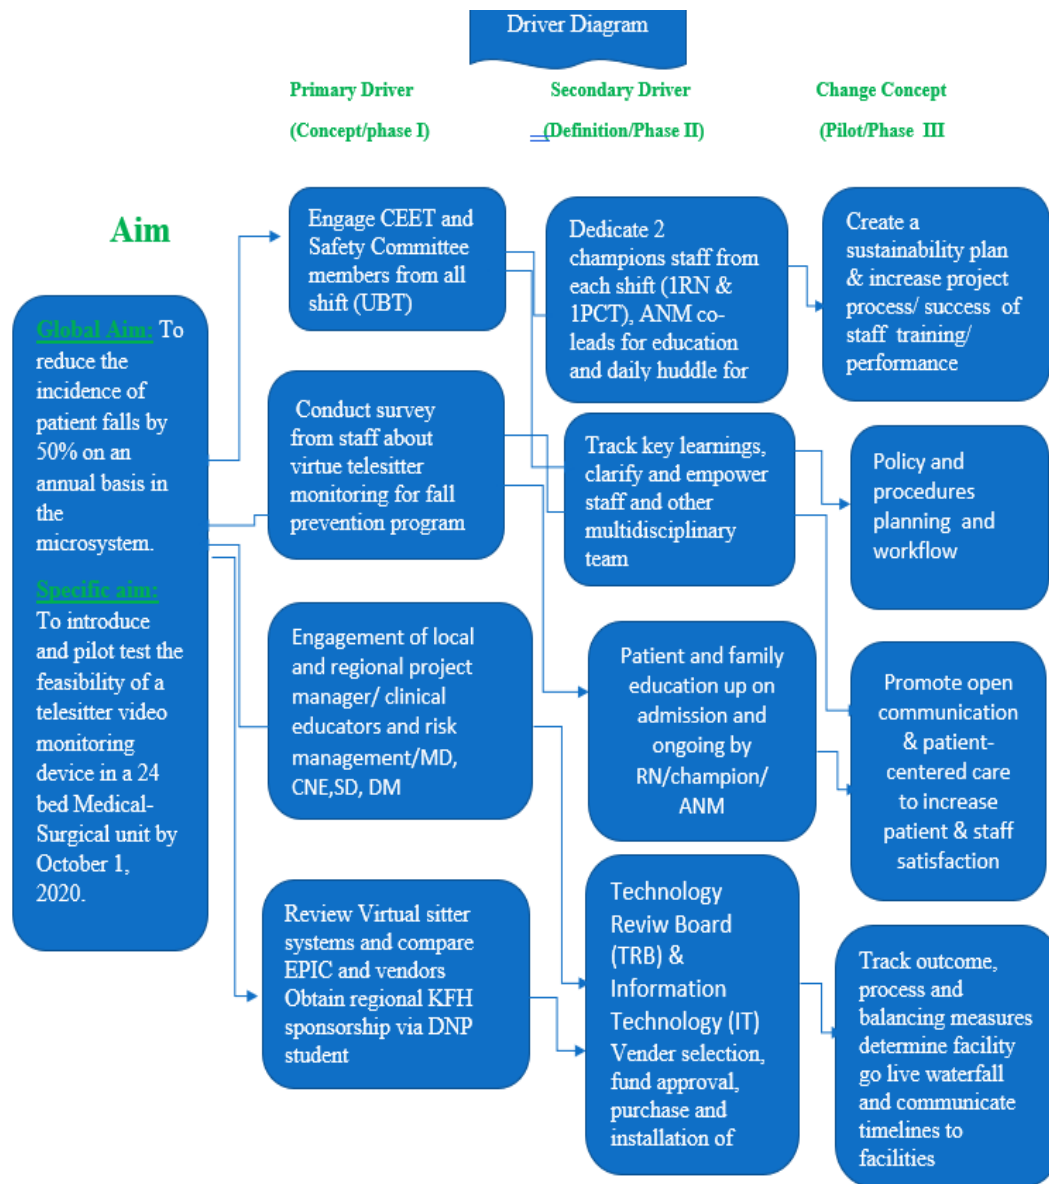 Driver Diagram
Primary Driver
(Concept/phase I)
Secondary Driver
(Definition/Phase II)
Change Concept
(Pilot/Phase III
Aim
Global Aim: To
reduce the
incidence of
patient falls by
50% on an
annual basis in
the
microsystem.
Specific aim:
To introduce
and pilot test the
feasibility of a
telesitter video
monitoring
device in a 24
bed Medical-
Surgical unit by
October 1,
2020.
Engage CEET and
Safety Committee
members from all
shift (UBT)
Conduct survey
from staff about
virtue telesitter
monitoring for fall
prevention program
Engagement of local
and regional project
manager/ clinical
educators and risk
management/MD,
CNE,SD, DM
Review Virtual sitter
systems and compare
EPIC and vendors
Obtain regional KFH
sponsorship via DNP
student
Dedicate 2
champions staff from
each shift (1RN &
1PCT), ANM co-
leads for education
and daily huddle for
Track key learnings,
clarify and empower
staff and other
multidisciplinary
team
Patient and family
education up on
admission and
ongoing by
RN/champion/
ANM
Technology
Reviw Board
(TRB) &
Information
Technology (IT)
Vender selection,
fund approval,
purchase and
installation of
Create a
sustainability plan
& increase project
process/ success of
staff training/
performance
Policy and
procedures
planning and
workflow
Promote open
communication
& patient-
centered care
to increase
patient & staff
satisfaction
Track outcome,
process and
balancing measures
determine facility
go live waterfall
and communicate
timelines to
facilities